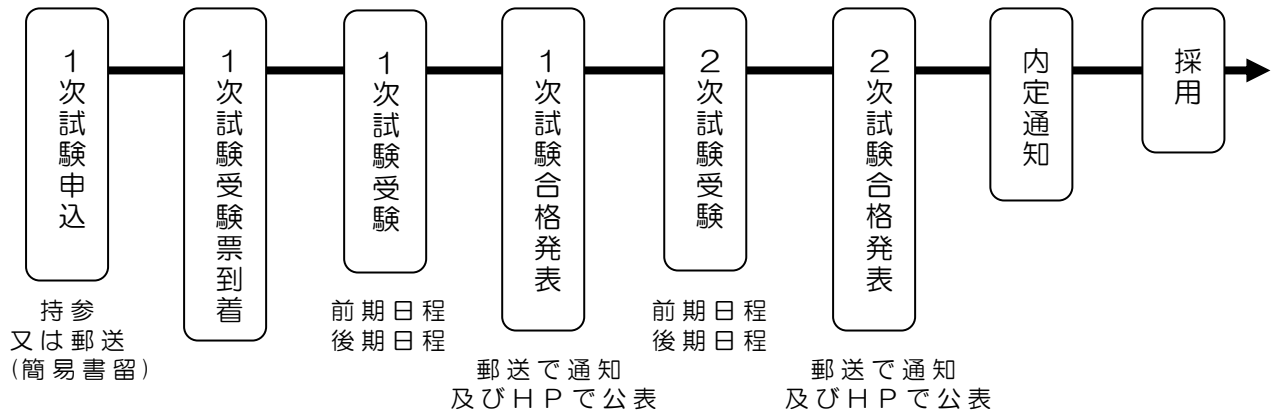 1次試験申込
1次試験受験票到着
1次試験受験
1次試験合格発表
2次試験受験
2次試験合格発表
内定通知
採用
持参
又は郵送
(簡易書留)
前期日程
後期日程
郵送で通知
及びHPで公表
前期日程
後期日程
郵送で通知
及びHPで公表